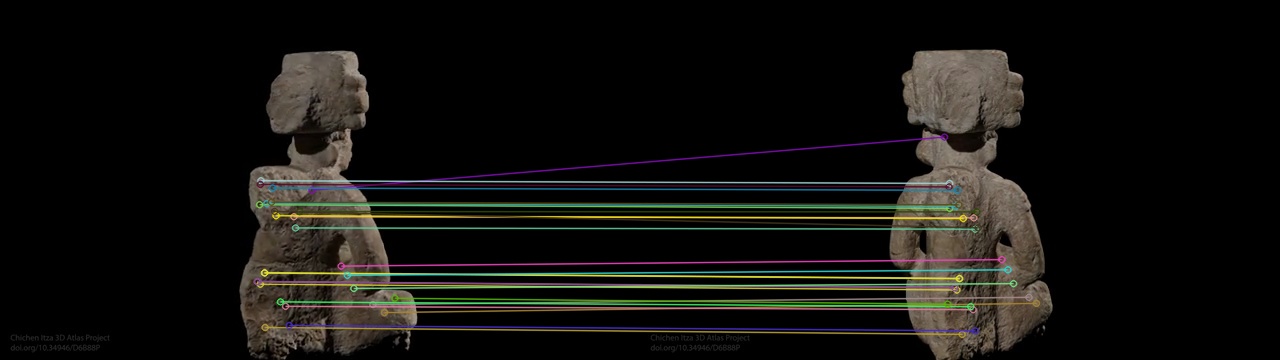 Chichen Itza 3D Atlas Project
doi.org/10.34946/D6B88P
Chichen Itza 3D Atlas Project
doi.org/10.34946/D6B88P